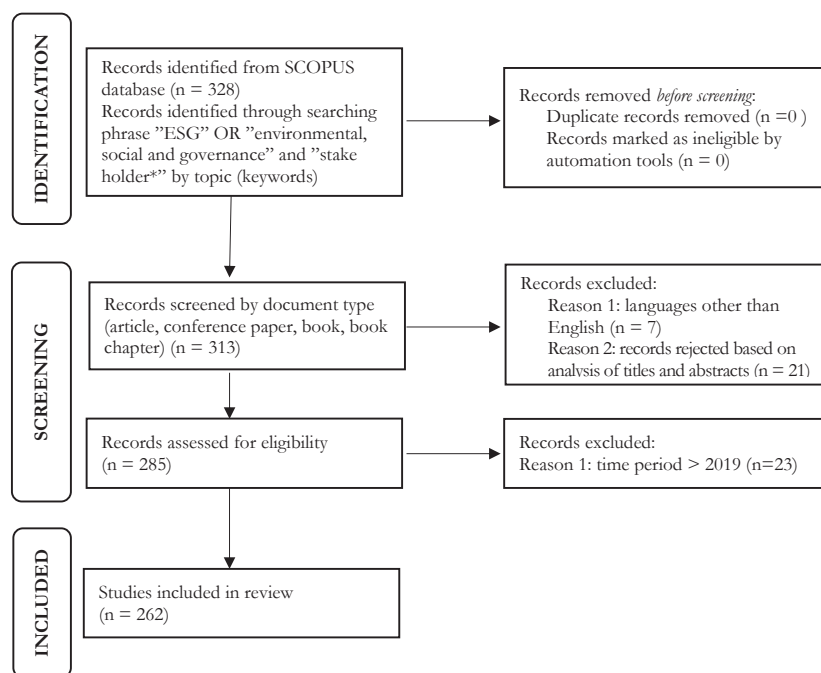 IDENTIFICATION
Records identified from SCOPUS
database (n = 328)
Records identified through searching
phrase ”ESG” OR ”environmental,
social and governance” and ”stake
holder*” by topic (keywords)
Records removed before screening:
Duplicate records removed (n =0 )
Records marked as ineligible by
automation tools (n = 0)
SCREENING
Records screened by document type
(article, conference paper, book, book
chapter) (n = 313)
Records excluded:
Reason 1: languages other than
English (n = 7)
Reason 2: records rejected based on
analysis of titles and abstracts (n = 21)
Records assessed for eligibility
(n = 285)
Records excluded:
Reason 1: time period > 2019 (n=23)
INCLUDED
Studies included in review
(n = 262)